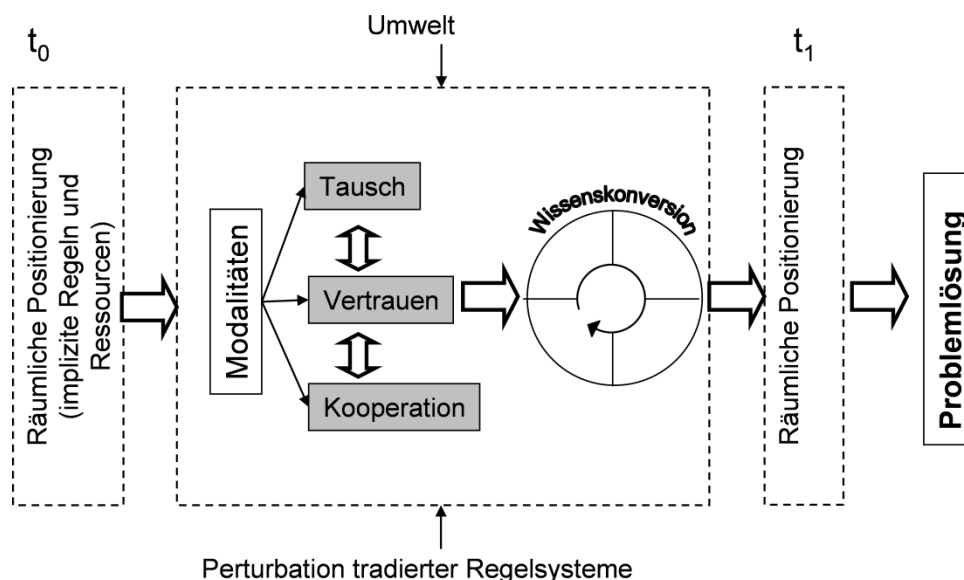 t0
Umwelt
t1
Räumliche Positionierung
(implizite Regeln und
Ressourcen)
Modalitäten
Tausch
Vertrauen
Kooperation
Wissenskonversion
Räumliche Positionierung
Problemlösung
Perturbation tradierter Regelsysteme